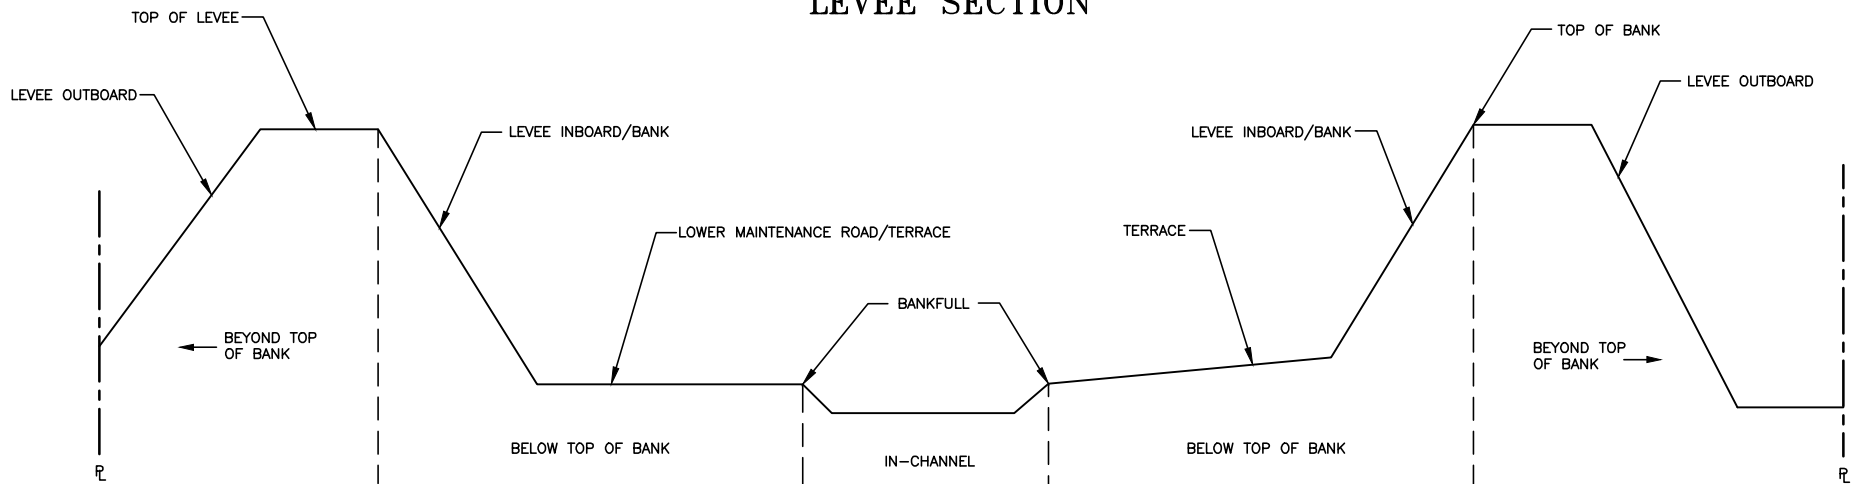 LEVEE SECTION
TOP OF LEVEE
TOP OF BANK
LEVEE OUTBOARD
LEVEE OUTBOARD
LEVEE INBOARD/BANK
LEVEE INBOARD/BANK
LOWER MAINTENANCE ROAD/TERRACE
TERRACE
BANKFULL
BEYOND TOP
OF BANK
BEYOND TOP
OF BANK
BELOW TOP OF BANK
IN-CHANNEL
BELOW TOP OF BANK
PL
PL